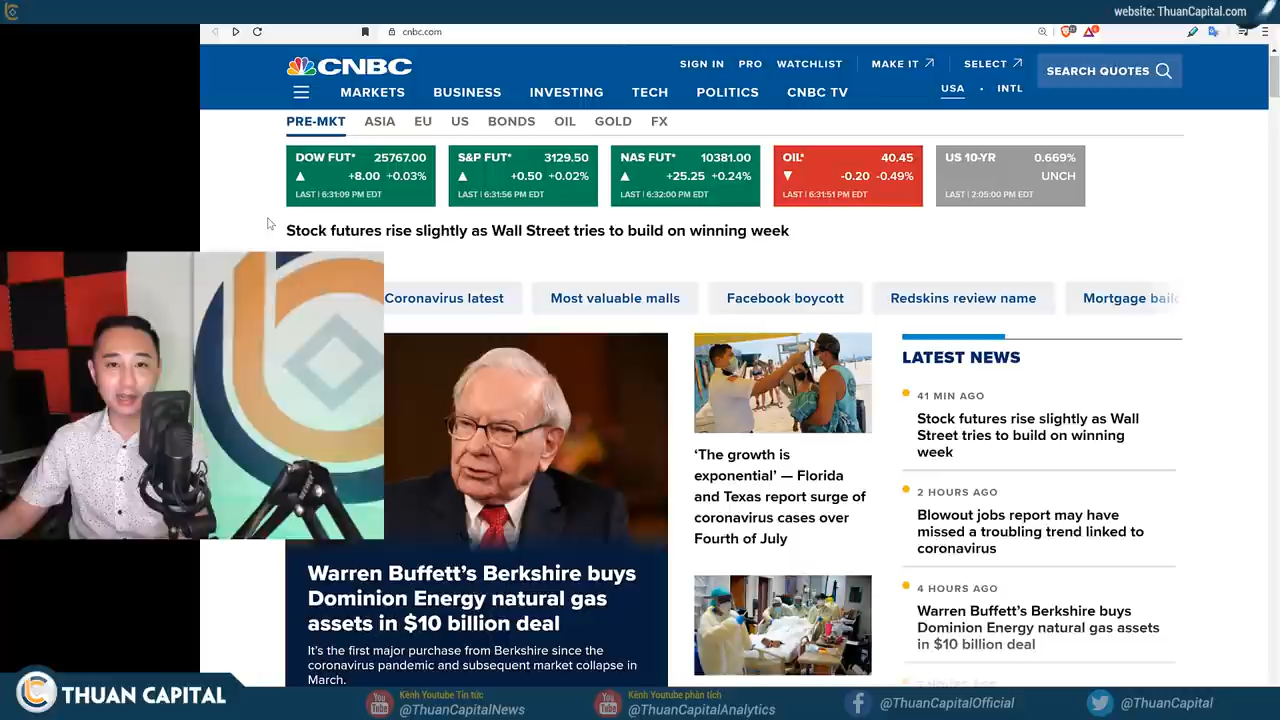 website: ThuanCapital.com
cnbc.com
CNBC
SIGN IN PRO WATCHLIST MAKE IT SELECT
SEARCH QUOTES
MARKETS BUSINESS INVESTING TECH POLITICS CNBC TV
USA • INTL
PRE-MKT ASIA EU US BONDS OIL GOLD FX
DOW FUT* 25767.00
+8.00 +0.03%
LAST | 6:31:09 PM EDT
S&P FUT* 3129.50
+0.50 +0.02%
LAST | 6:31:56 PM EDT
NAS FUT* 10381.00
+25.25 +0.24%
LAST | 6:32:00 PM EDT
OIL* 40.45
-0.20 -0.49%
LAST | 6:31:51 PM EDT
US 10-YR 0.669%
UNCH
LAST | 2:05:00 PM EDT
Stock futures rise slightly as Wall Street tries to build on winning week
Coronavirus latest
Most valuable malls
Facebook boycott
Redskins review name
Mortgage
Warren Buffett's Berkshire buys
Dominion Energy natural gas
assets in $10 billion deal
It's the first major purchase from Berkshire since the
coronavirus pandemic and subsequent market collapse in
March.
‘The growth is
exponential’ — Florida
and Texas report surge of
coronavirus cases over
Fourth of July
LATEST NEWS
41 MIN AGO
Stock futures rise slightly as Wall
Street tries to build on winning
week
2 HOURS AGO
Blowout jobs report may have
missed a troubling trend linked to
coronavirus
4 HOURS AGO
Warren Buffett's Berkshire buys
Dominion Energy natural gas assets
in $10 billion deal
THUAN CAPITAL
Kênh Youtube Tin tức
@ThuanCapitalNews
Kênh Youtube phân tích
@ThuanCapitalAnalytics
@ThuanCapitalOfficial
@ThuanCapital